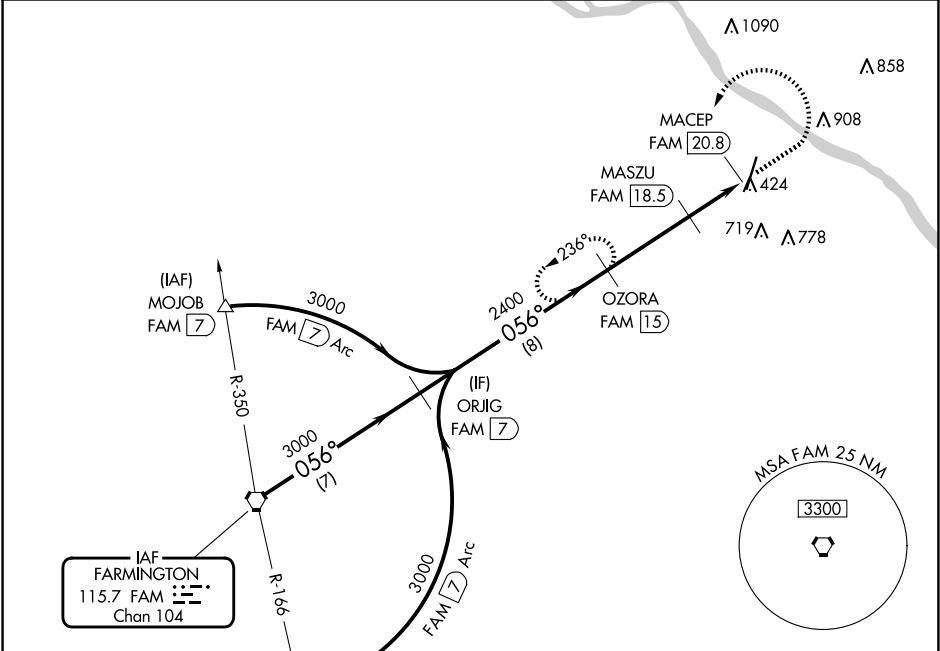 1090
858
MACEP
FAM 20.8
908
MASZU
FAM 18.5
424
719
778
236°
(IAF)
MOJOB
FAM 7
3000
FAM 7 Arc
2400
056°
(8)
OZORA
FAM 15
R-350
(IF)
ORJIG
FAM 7
3000
056°
(7)
MSA FAM 25 NM
3300
IAF
FARMINGTON
115.7 FAM
Chan 104
R-166
3000
FAM 7 Arc